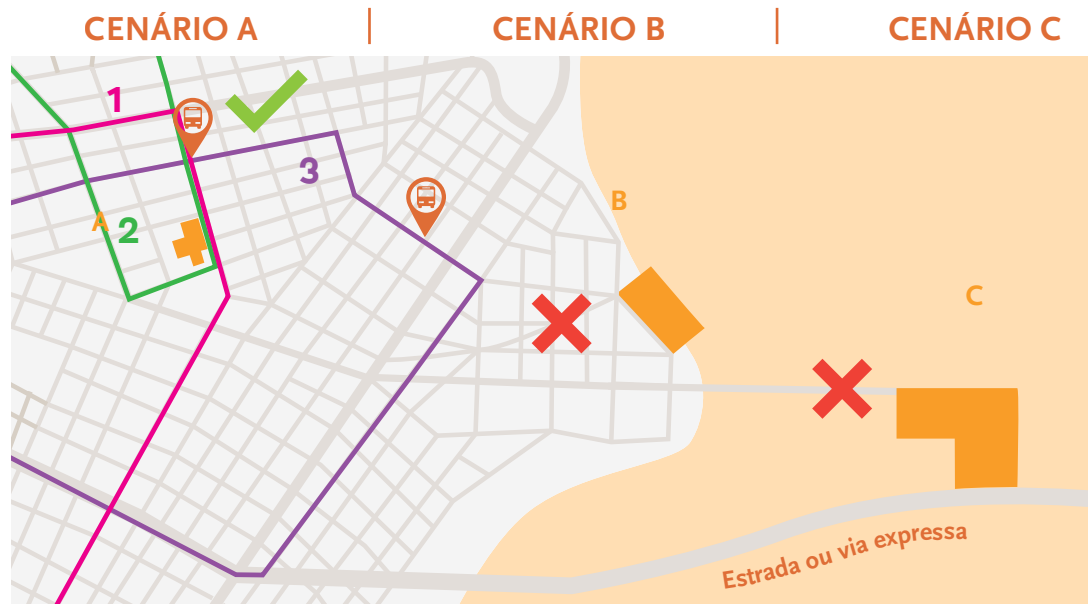 CENÁRIO A | CENÁRIO B | CENÁRIO C
1
3
B
A 2
C
Estrada ou via expressa